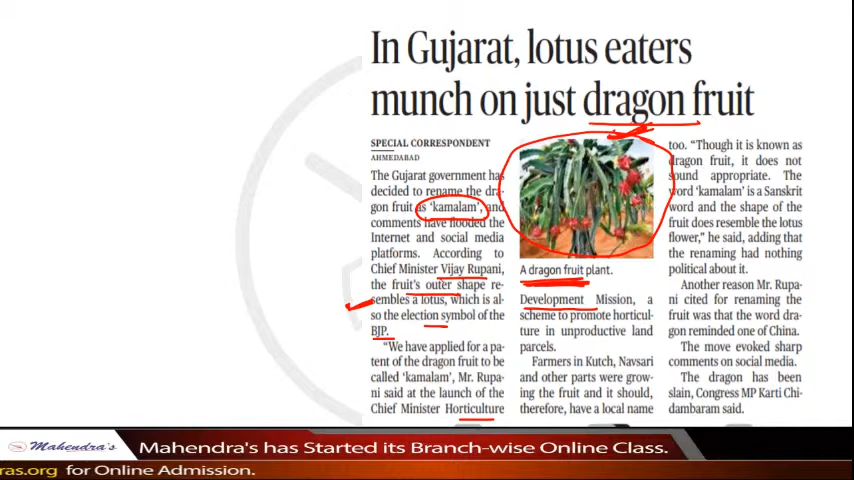 In Gujarat, lotus eaters
munch on just dragon fruit
SPECIAL CORRESPONDENT
AHMEDABAD
The Gujarat government has
decided to rename the dra-
gon fruit as ‘kamalam’, and
comments have flooded the
Internet and social media
platforms. According to
Chief Minister Vijay Rupani,
the fruit’s outer shape re-
sembles a lotus, which is al-
so the election symbol of the
BJP.
“We have applied for a pa-
tent of the dragon fruit to be
called ‘kamalam’, Mr. Rupa-
ni said at the launch of the
Chief Minister Horticulture
A dragon fruit plant.
Development Mission, a
scheme to promote horticul-
ture in unproductive land
parcels.
Farmers in Kutch, Navsari
and other parts were grow-
ing the fruit and it should,
therefore, have a local name
too. “Though it is known as
dragon fruit, it does not
sound appropriate. The
word ‘kamalam’ is a Sanskrit
word and the shape of the
fruit does resemble the lotus
flower,” he said, adding that
the renaming had nothing
political about it.
Another reason Mr. Rupa-
ni cited for renaming the
fruit was that the word dra-
gon reminded one of China.
The move evoked sharp
comments on social media.
The dragon has been
slain, Congress MP Karti Chi-
dambaram said.
Mahendra's
Mahendra's has Started its Branch-wise Online Class.
ras.org for Online Admission.